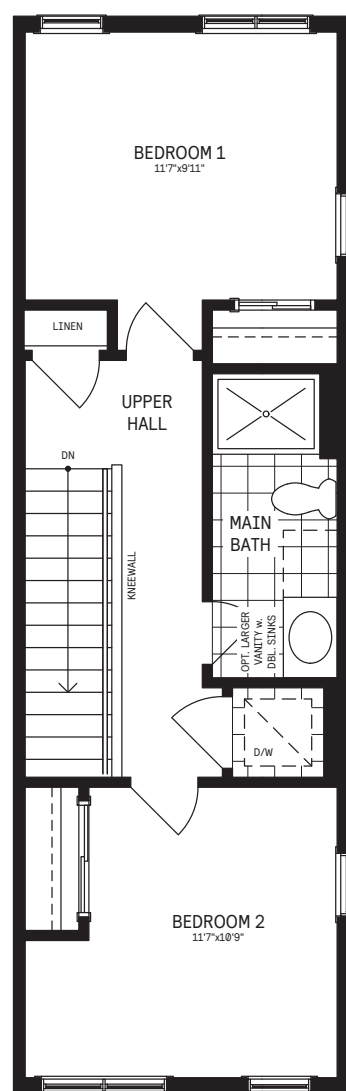 BEDROOM 1
11'7"x9'11"
LINEN
UPPER
HALL
DN
KNEEWALL
MAIN
BATH
OPT. LARGER
VANITY w.
DBL. SINKS
D/W
BEDROOM 2
11'7"x10'9"